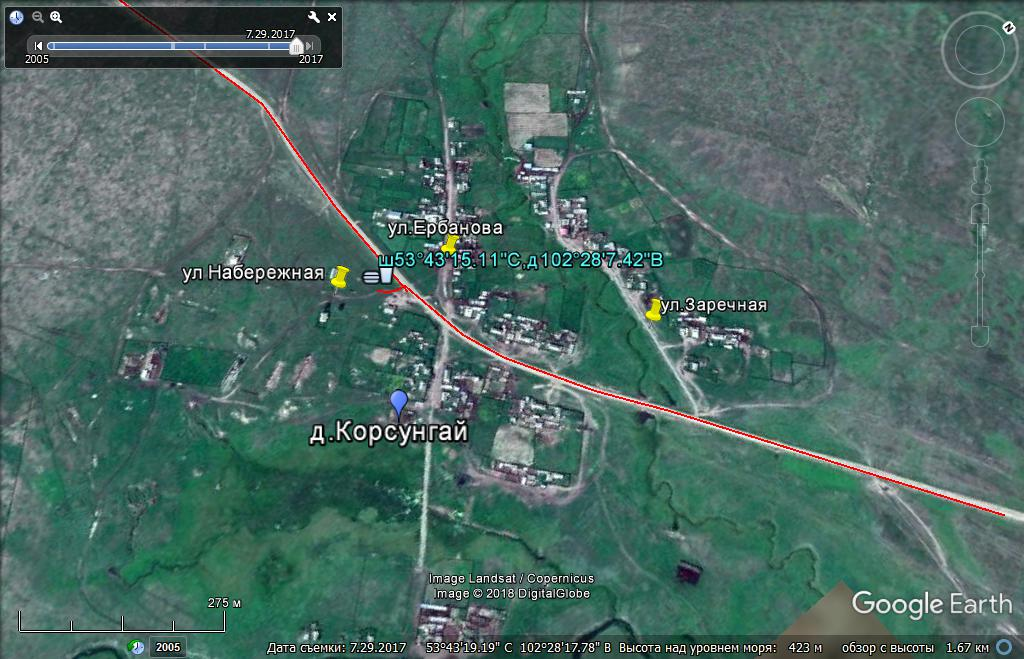 7.29.2017
2005
2017
N
ул.Ербанова
ш53°43'15.11"С,д102°28'7.42"В
ул Набережная
ул.Заречная
д.Корсунгай
Image Landsat / Copernicus
Image © 2018 DigitalGlobe
Google Earth
275 м
2005
Дата съемки: 7.29.2017 53°43'19.19" С 102°28'17.78" В Высота над уровнем моря: 423 м обзор с высоты 1.67 км